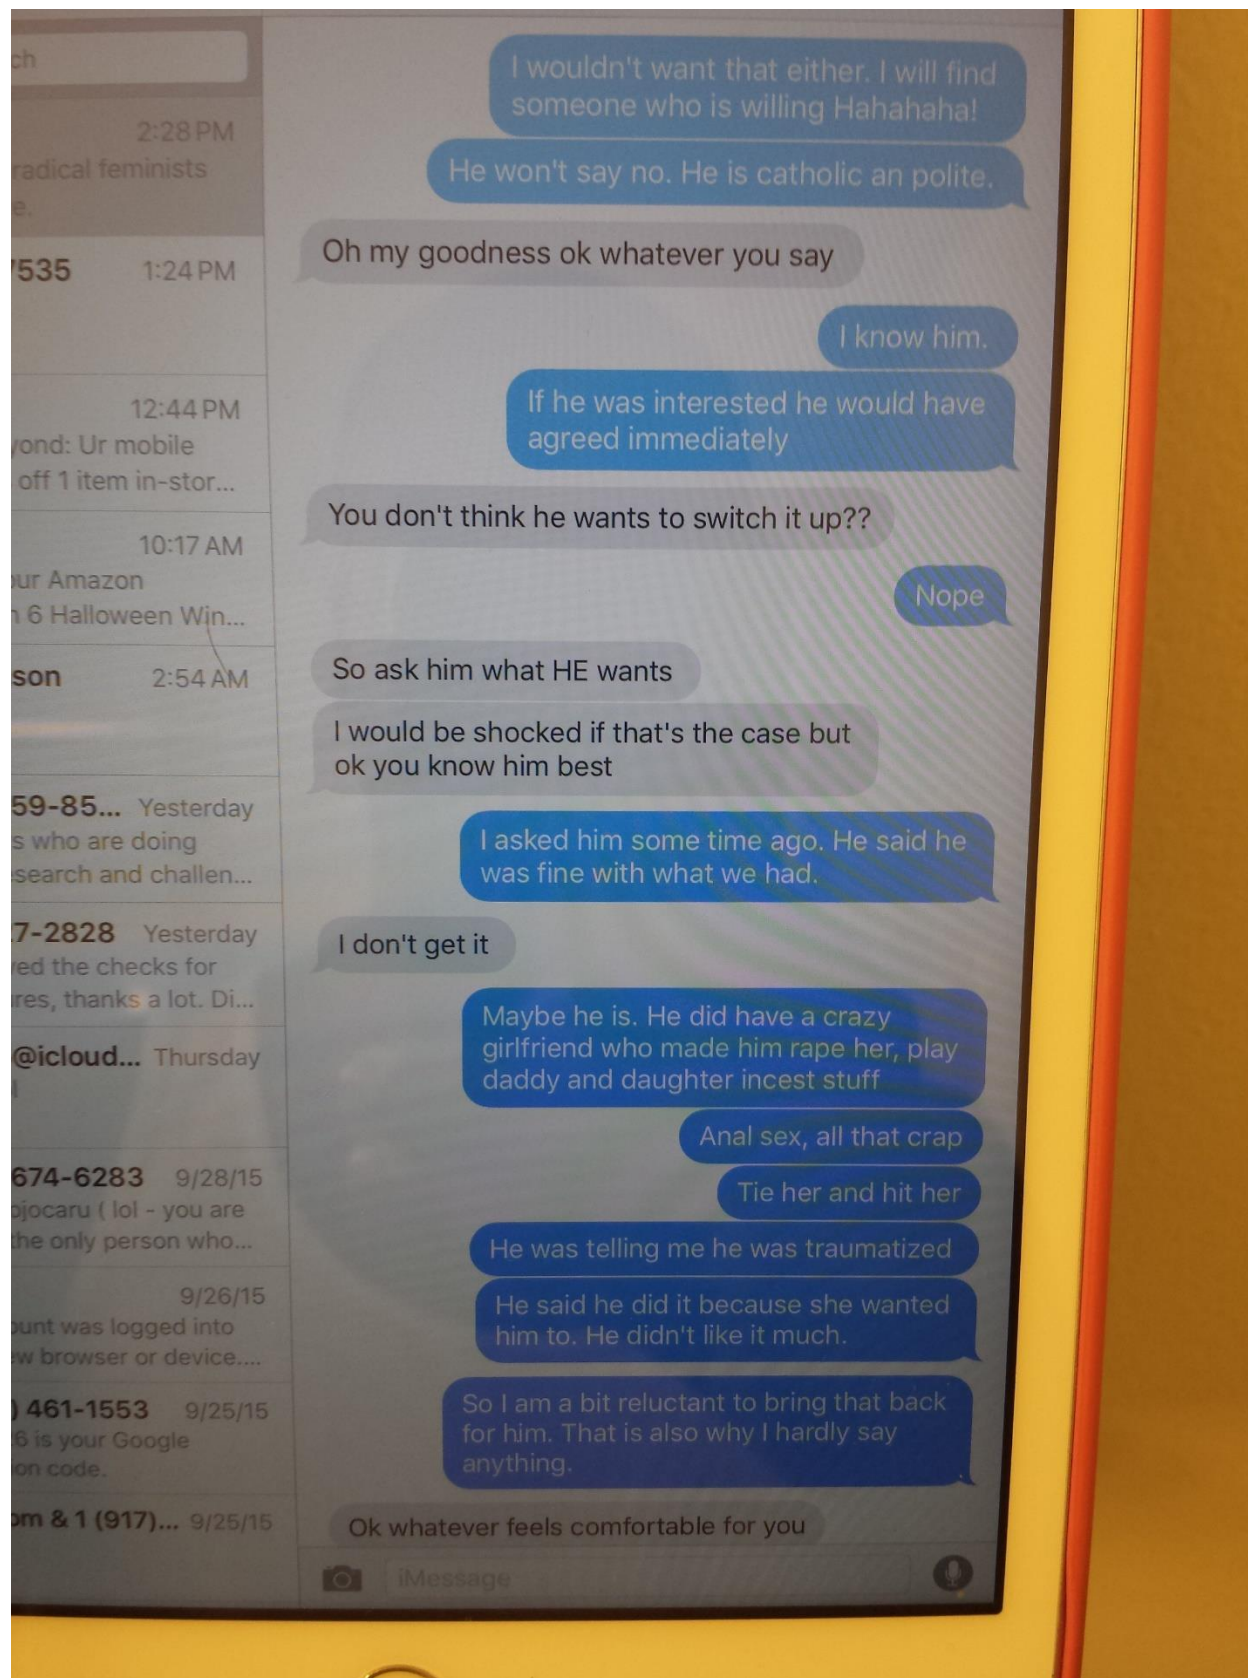 ch
2:28 PM
radical feminists
e.
7535 1:24 PM
12:44 PM
yond: Ur mobile
off 1 item in-stor...
10:17 AM
ur Amazon
6 Halloween Win...
son 2:54 AM
59-85... Yesterday
s who are doing
search and challen...
7-2828 Yesterday
ed the checks for
res, thanks a lot. Di...
@icloud... Thursday
674-6283 9/28/15
ojocaru ( lol - you are
the only person who...
9/26/15
ount was logged into
w browser or device....
) 461-1553 9/25/15
6 is your Google
on code.
om & 1 (917)... 9/25/15
I wouldn't want that either. I will find
someone who is willing Hahahaha!
He won't say no. He is catholic an polite.
Oh my goodness ok whatever you say
I know him.
If he was interested he would have
agreed immediately
You don't think he wants to switch it up??
Nope
So ask him what HE wants
I would be shocked if that's the case but
ok you know him best
I asked him some time ago. He said he
was fine with what we had.
I don't get it
Maybe he is. He did have a crazy
girlfriend who made him rape her, play
daddy and daughter incest stuff
Anal sex, all that crap
Tie her and hit her
He was telling me he was traumatized
He said he did it because she wanted
him to. He didn't like it much.
So I am a bit reluctant to bring that back
for him. That is also why I hardly say
anything.
Ok whatever feels comfortable for you
iMessage